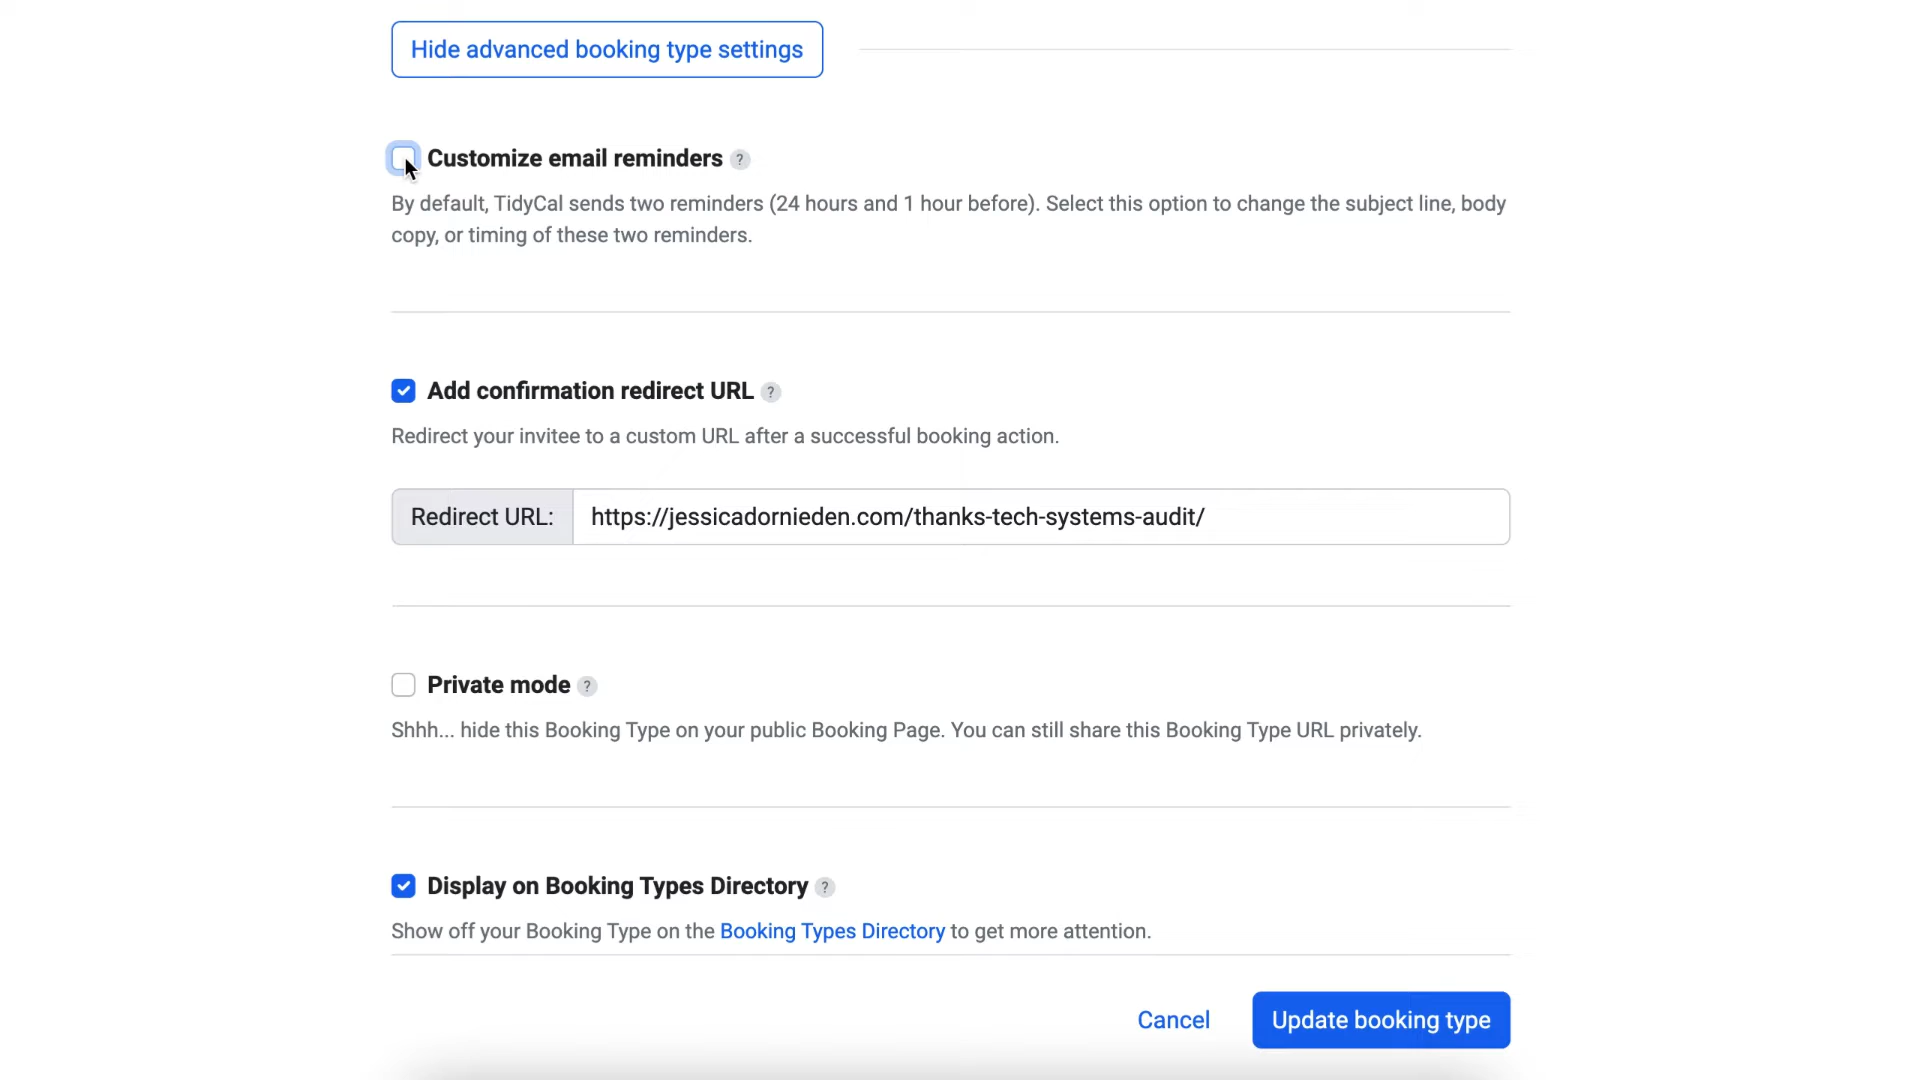 Hide advanced booking type settings
Customize email reminders ?
By default, TidyCal sends two reminders (24 hours and 1 hour before). Select this option to change the subject line, body
copy, or timing of these two reminders.
Add confirmation redirect URL ?
Redirect your invitee to a custom URL after a successful booking action.
Redirect URL: https://jessicadornieden.com/thanks-tech-systems-audit/
Private mode ?
Shhh... hide this Booking Type on your public Booking Page. You can still share this Booking Type URL privately.
Display on Booking Types Directory ?
Show off your Booking Type on the Booking Types Directory to get more attention.
Cancel Update booking type